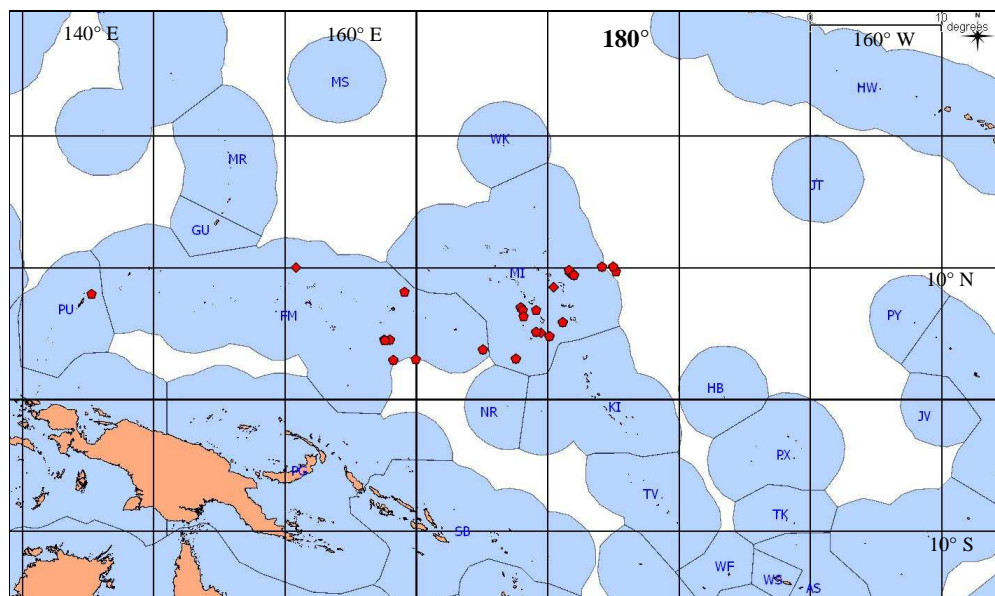 0 10 N
140° E 160° E 180° 160° W degrees
MS HW
WK
MR
JT
GU
MI 10° N
PU FM PY
HB
NR KI JV
PG PX
TV
TK
SB 10° S
WF
WS AS